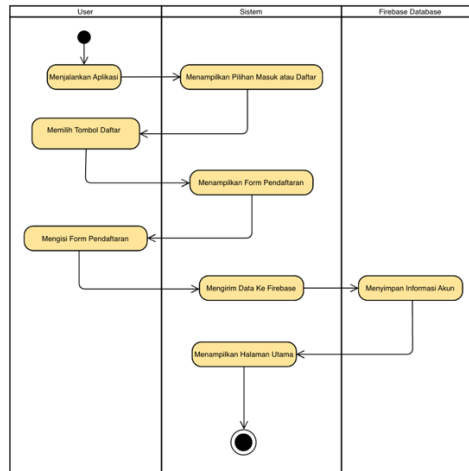 User
Sistem
Firebase Database
Menjalankan Aplikasi
Menampilkan Pilihan Masuk atau Daftar
Memilih Tombol Daftar
Menampilkan Form Pendaftaran
Mengisi Form Pendaftaran
Mengirim Data Ke Firebase
Menyimpan Informasi Akun
Menampilkan Halaman Utama